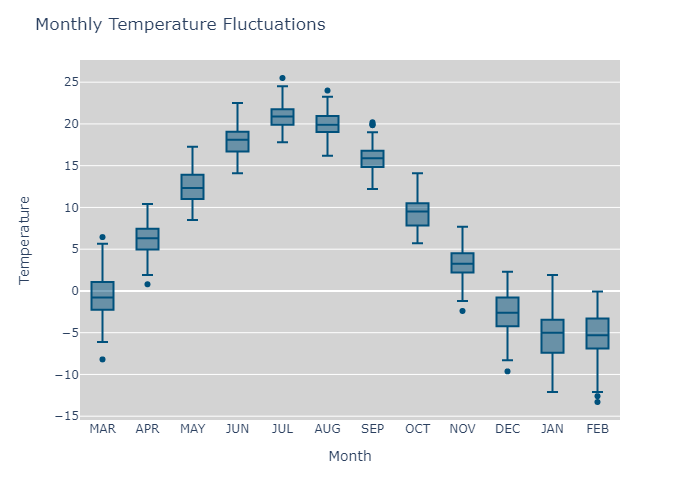 Monthly Temperature Fluctuations
Temperature
25
20
15
10
5
0
−5
−10
−15
MAR APR MAY JUN JUL AUG SEP OCT NOV DEC JAN FEB
Month